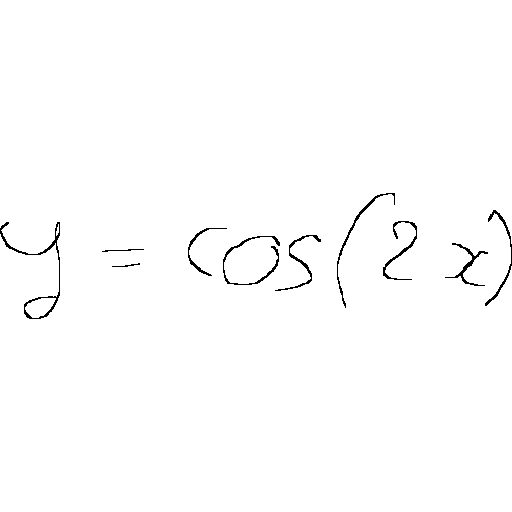 y = cos(2x)